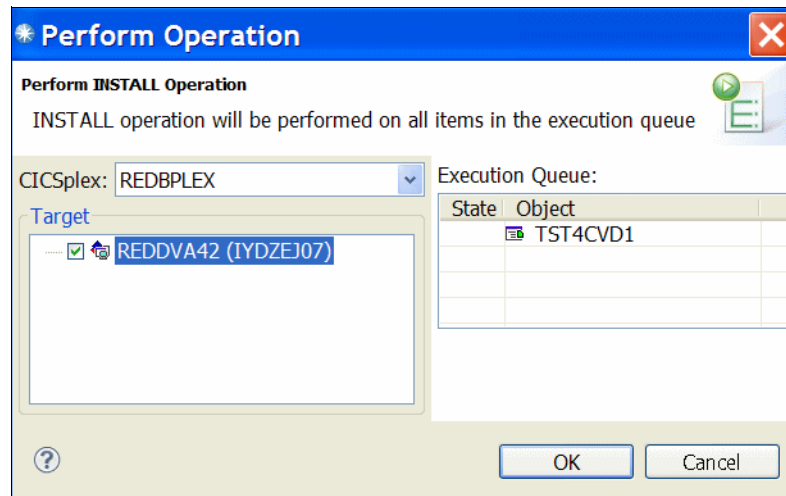 Perform Operation
Perform INSTALL Operation
INSTALL operation will be performed on all items in the execution queue
CICSplex: REDBPLEX
Target
REDDVA42 (IYDZEJ07)
Execution Queue:
State Object
TST4CVD1
?
OK Cancel